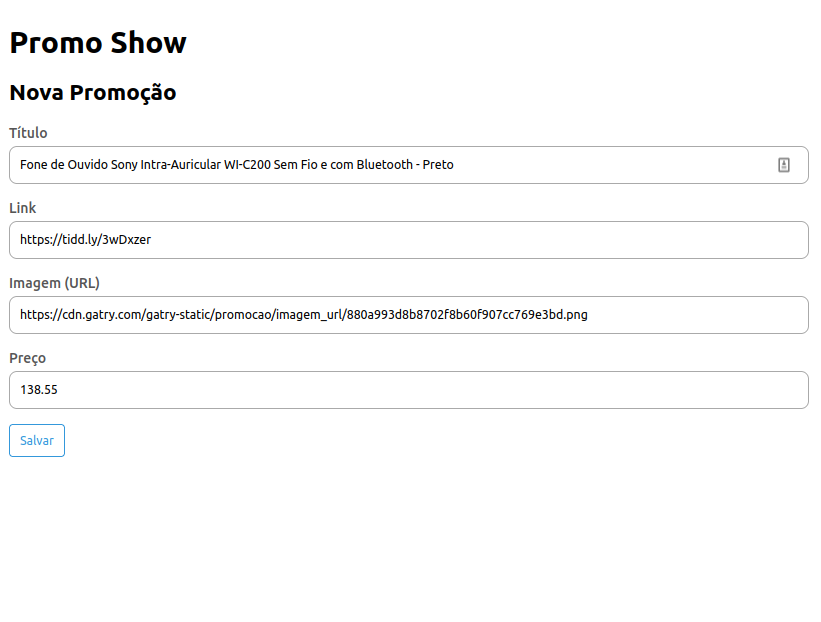 Promo Show
Nova Promoção
Título
Fone de Ouvido Sony Intra-Auricular WI-C200 Sem Fio e com Bluetooth - Preto
Link
https://tidd.ly/3wDxzer
Imagem (URL)
https://cdn.gatry.com/gatry-static/promocao/imagem_url/880a993d8b8702f8b60f907cc769e3bd.png
Preço
138.55
Salvar